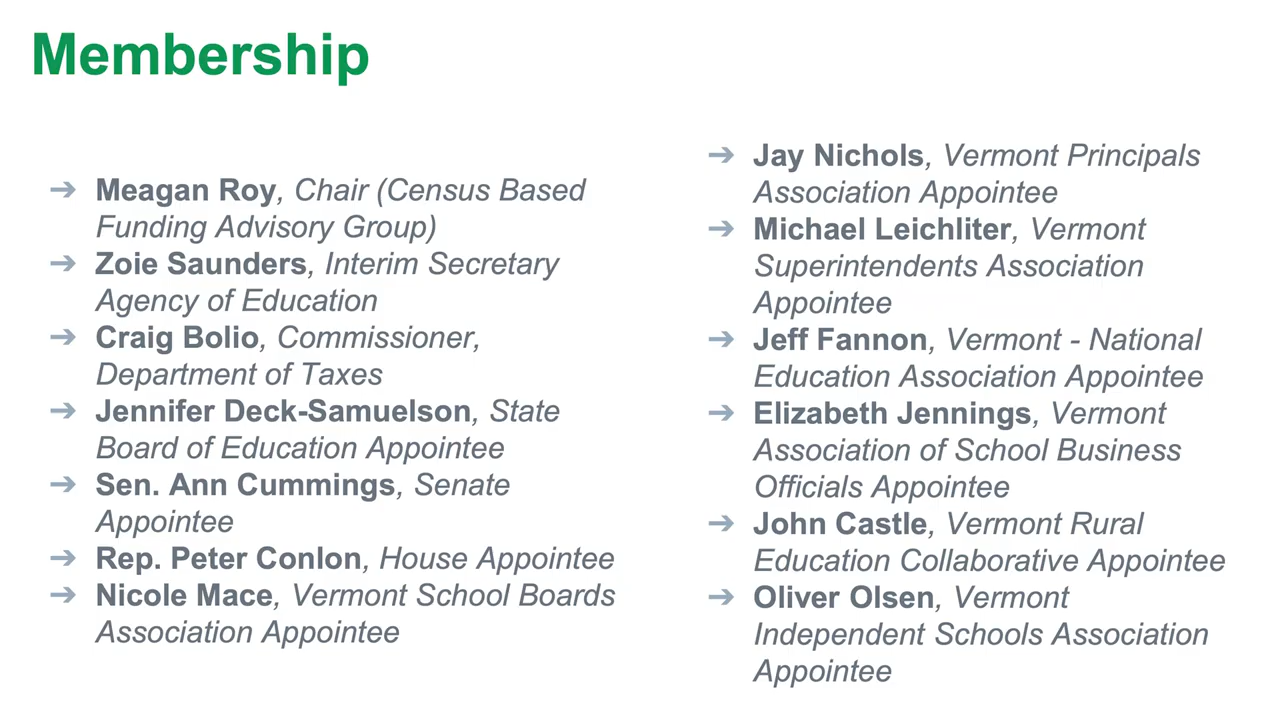 Membership
➔ Meagan Roy, Chair (Census Based
Funding Advisory Group)
➔ Zoie Saunders, Interim Secretary
Agency of Education
➔ Craig Bolio, Commissioner,
Department of Taxes
➔ Jennifer Deck-Samuelson, State
Board of Education Appointee
➔ Sen. Ann Cummings, Senate
Appointee
➔ Rep. Peter Conlon, House Appointee
➔ Nicole Mace, Vermont School Boards
Association Appointee
➔ Jay Nichols, Vermont Principals
Association Appointee
➔ Michael Leichliter, Vermont
Superintendents Association
Appointee
➔ Jeff Fannon, Vermont - National
Education Association Appointee
➔ Elizabeth Jennings, Vermont
Association of School Business
Officials Appointee
➔ John Castle, Vermont Rural
Education Collaborative Appointee
➔ Oliver Olsen, Vermont
Independent Schools Association
Appointee